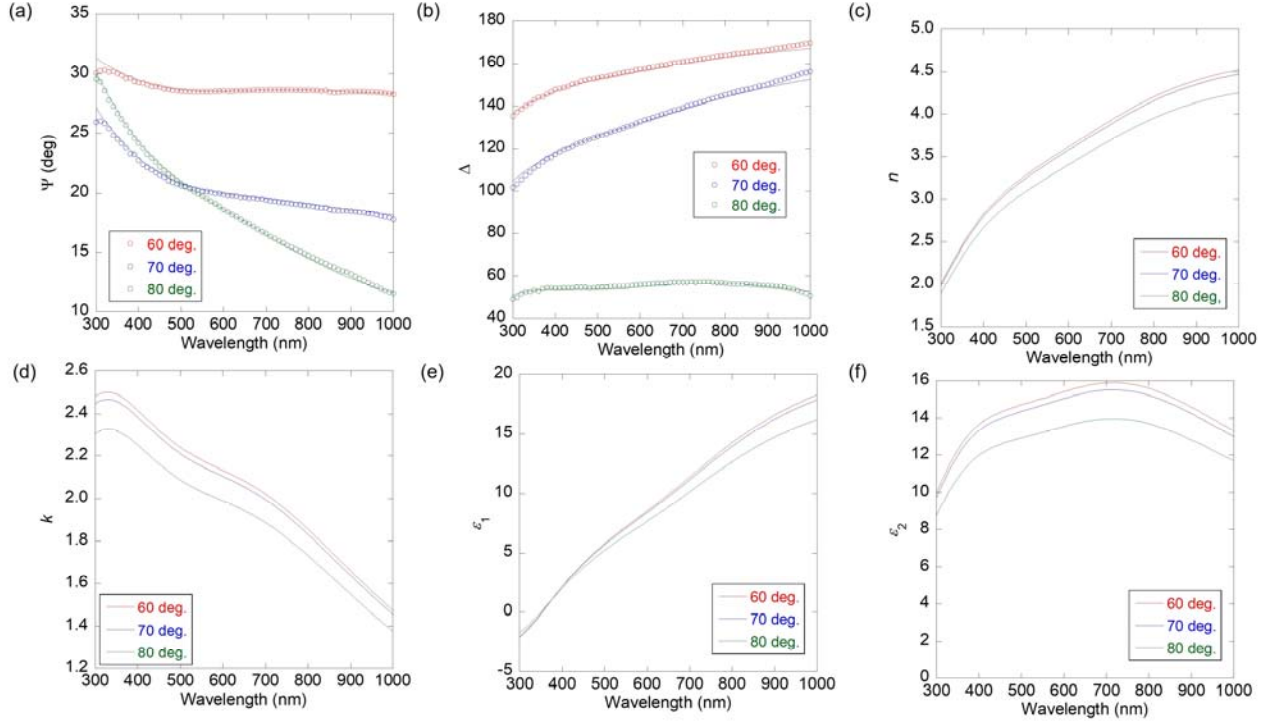 (a)
35
30
25
20
15
10
Ψ (deg)
60 deg.
70 deg.
80 deg.
300 400 500 600 700 800 900 1000
Wavelength (nm)
(b)
180
160
140
120
100
80
60
40
Δ
60 deg.
70 deg.
80 deg.
300 400 500 600 700 800 900 1000
Wavelength (nm)
(c)
5.0
4.5
4.0
3.5
3.0
2.5
2.0
1.5
n
60 deg.
70 deg.
80 deg,
300 400 500 600 700 800 900 1000
Wavelength (nm)
(d)
2.6
2.4
2.2
2.0
1.8
1.6
1.4
1.2
k
60 deg.
70 deg.
80 deg.
300 400 500 600 700 800 900 1000
Wavelength (nm)
(e)
20
15
10
5
0
-5
ε1
60 deg.
70 deg.
80 deg.
300 400 500 600 700 800 900 1000
Wavelength (nm)
(f)
16
14
12
10
8
6
4
2
0
ε2
60 deg.
70 deg.
80 deg.
300 400 500 600 700 800 900 1000
Wavelength (nm)